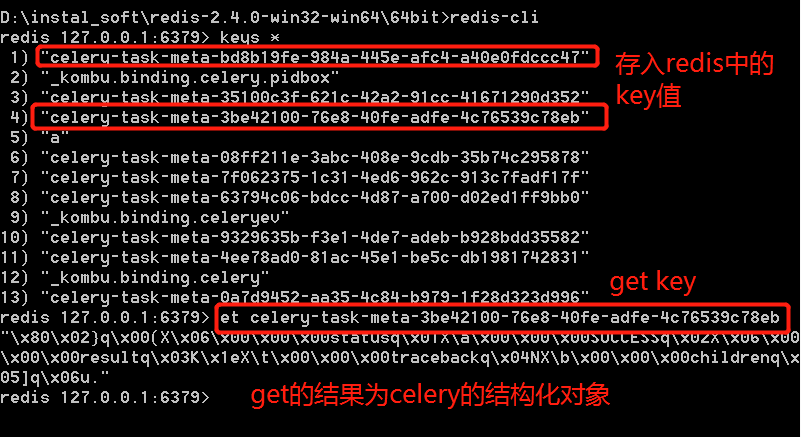 D:\instal_soft\redis-2.4.0-win32-win64\64bit>redis-cli
redis 127.0.0.1:6379> keys *
1) "celery-task-meta-bd8b19fe-984a-445e-afc4-a40e0fdccc47"
存入redis中的
key值
2) "_kombu.binding.celery.pidbox"
3) "celery-task-meta-35100c3f-621c-42a2-91cc-41671290d352"
4) "celery-task-meta-3be42100-76e8-40fe-adfe-4c76539c78eb"
5) "a"
6) "celery-task-meta-08ff211e-3abc-408e-9cdb-35b74c295878"
7) "celery-task-meta-7f062375-1c31-4ed6-962c-913c7fadf17f"
8) "celery-task-meta-63794c06-bdcc-4d87-a700-d02ed1ff9bb0"
9) "_kombu.binding.celeryev"
10) "celery-task-meta-9329635b-f3e1-4de7-adeb-b928bdd35582"
11) "celery-task-meta-4ee78ad0-81ac-45e1-be5c-db1981742831"
12) "_kombu.binding.celery"
13) "celery-task-meta-0a7d9452-aa35-4c84-b979-1f28d323d996"
get key
redis 127.0.0.1:6379> et celery-task-meta-3be42100-76e8-40fe-adfe-4c76539c78eb
"\x80\x02}q\x00(X\x06\x00\x00\x00statusq\x01X\a\x00\x00\x00SUCCESSq\x02X\x06\x00
\x00\x00resultq\x03K\x1eX\t\x00\x00\x00tracebackq\x04NX\b\x00\x00\x00childrenq\x
05]q\x06u."
redis 127.0.0.1:6379>
get的结果为celery的结构化对象